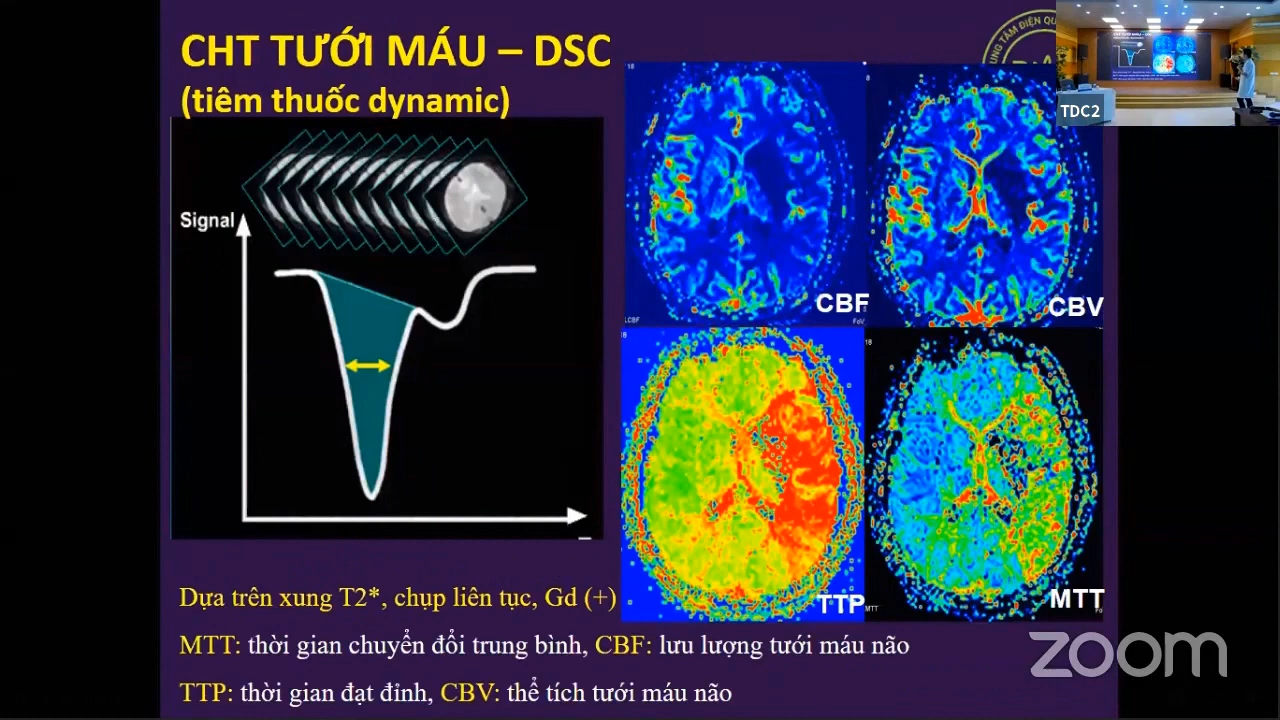 CHT TƯỚI MÁU – DSC
(tiêm thuốc dynamic)
Signal
CBF
CBV
TTP
MTT
TDC2
Dựa trên xung T2*, chụp liên tục, Gd (+)
MTT: thời gian chuyển đổi trung bình, CBF: lưu lượng tưới máu não
TTP: thời gian đạt đỉnh, CBV: thể tích tưới máu não
zoom